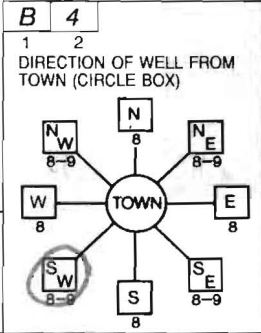 B 4
1 2
DIRECTION OF WELL FROM
TOWN (CIRCLE BOX)
N
8
NW
8-9
NE
8-9
W
8
TOWN
E
8
SW
8-9
SE
8-9
S
8